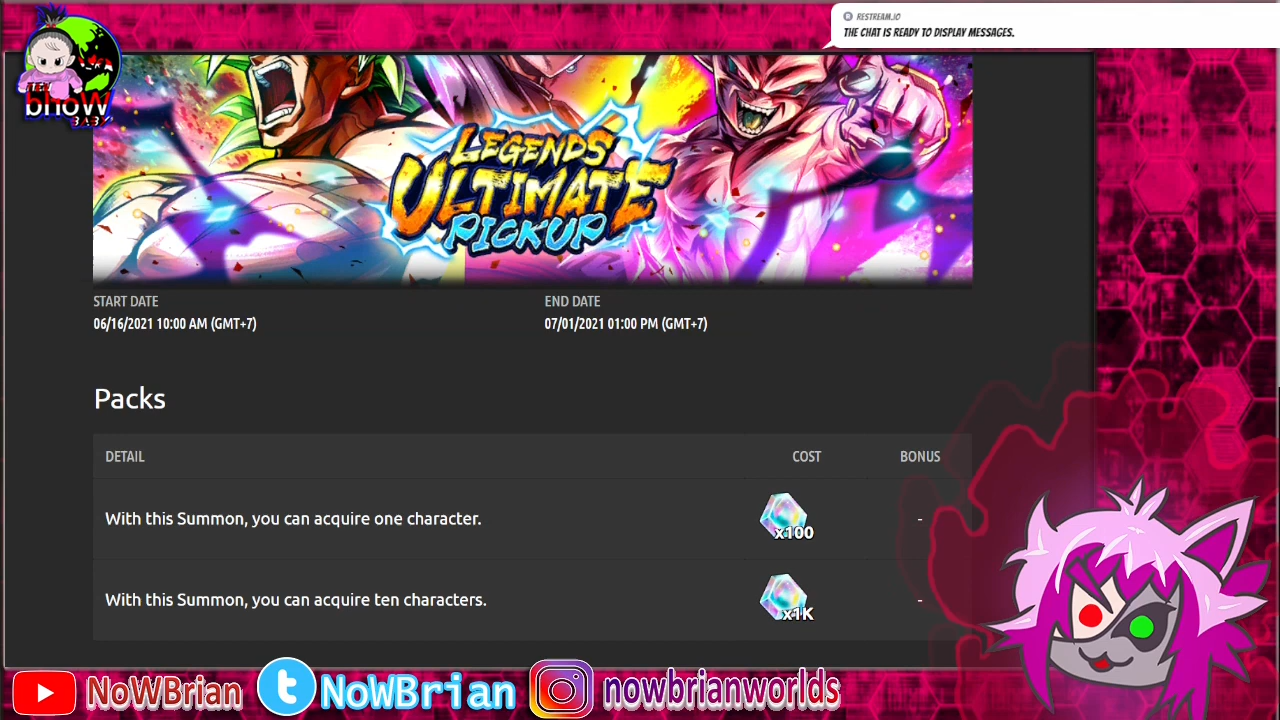 RESTREAM.IO
THE CHAT IS READY TO DISPLAY MESSAGES.
bhoW
BABY
LEGENDS
ULTIMATE
PICKUP
START DATE
END DATE
06/16/2021 10:00 AM (GMT+7)
07/01/2021 01:00 PM (GMT+7)
Packs
DETAIL
COST
BONUS
With this Summon, you can acquire one character.
x100
-
With this Summon, you can acquire ten characters.
x1K
-
NoWBrian
NoWBrian
nowbrianworlds